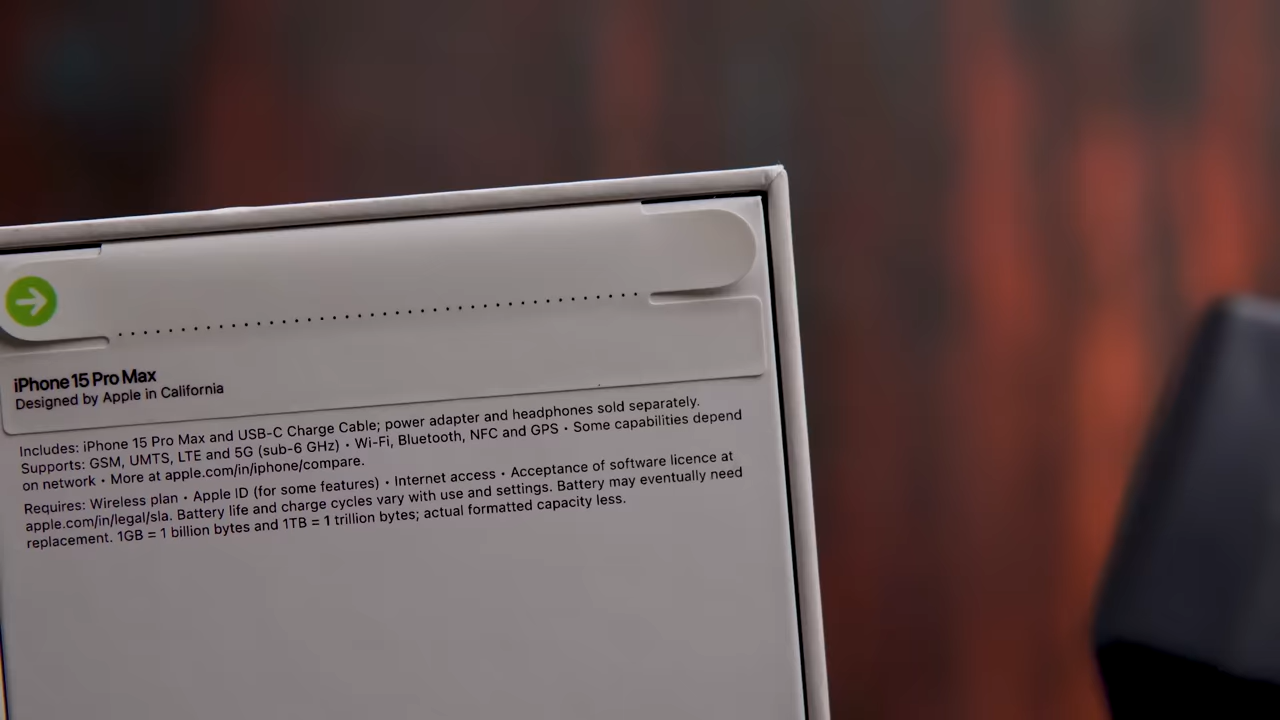 iPhone 15 Pro Max
Designed by Apple in California
Includes: iPhone 15 Pro Max and USB-C Charge Cable; power adapter and headphones sold separately.
Supports: GSM, UMTS, LTE and 5G (sub-6 GHz) • Wi-Fi, Bluetooth, NFC and GPS • Some capabilities depend
on network • More at apple.com/in/iphone/compare.
Requires: Wireless plan • Apple ID (for some features) • Internet access • Acceptance of software licence at
apple.com/in/legal/sla. Battery life and charge cycles vary with use and settings. Battery may eventually need
replacement. 1GB = 1 billion bytes and 1TB = 1 trillion bytes; actual formatted capacity less.